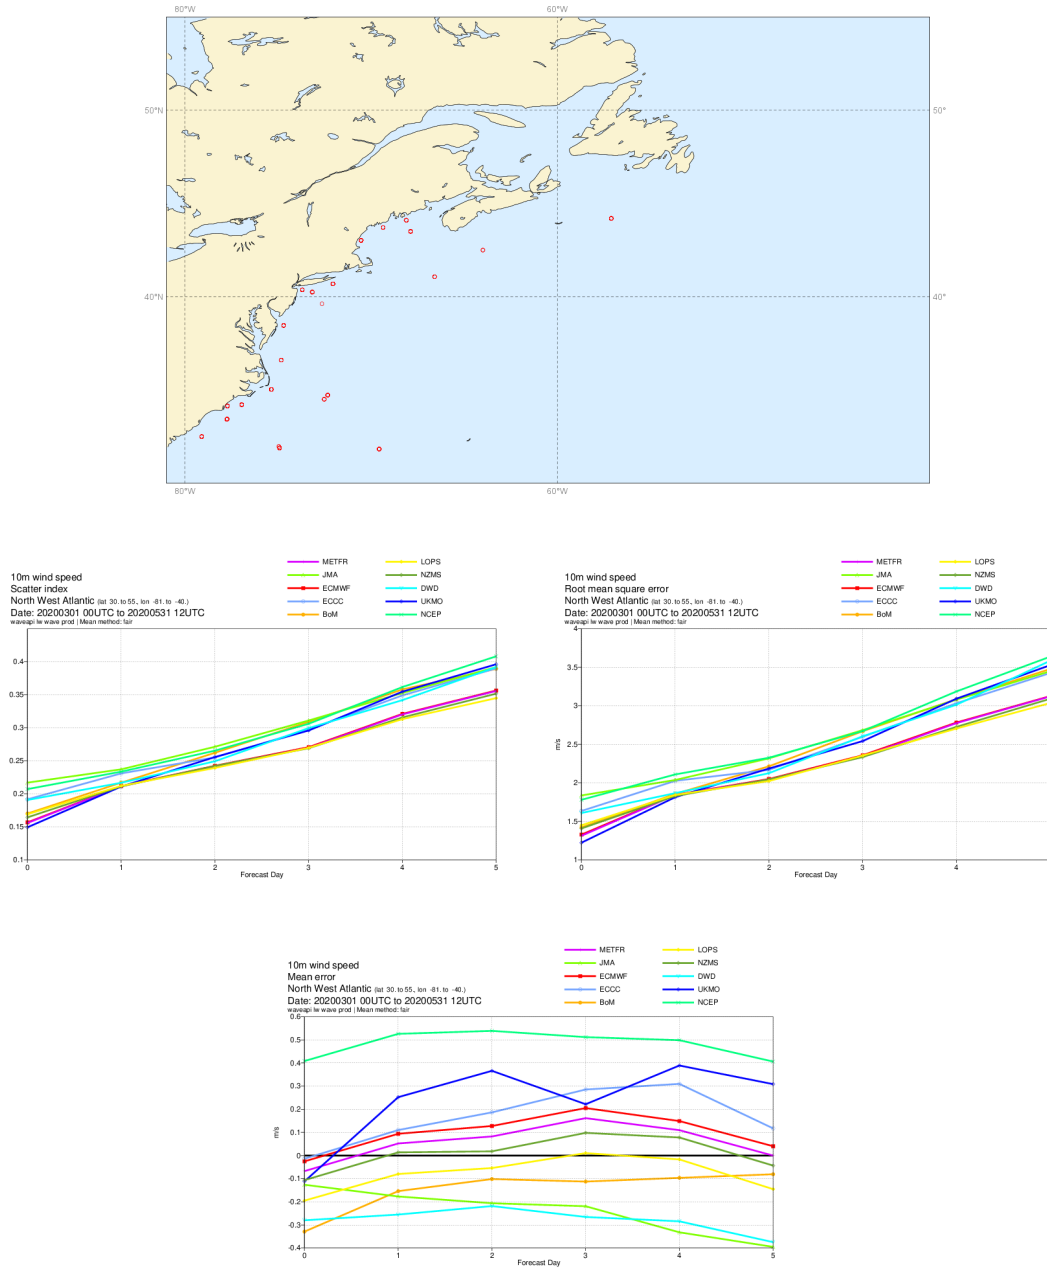 80°W 60°W
50°N 50°
40°N 40°
80°W 60°W
METFR LOPS
JMA NZMS
ECMWF DWD
ECCC UKMO
BoM NCEP
10m wind speed
Scatter index
North West Atlantic (lat 30. to 55., lon -81. to -40.)
Date: 20200301 00UTC to 20200531 12UTC
waveapi lw wave prod | Mean method: fair
0.4
0.35
0.3
0.25
0.2
0.15
0.1
0 1 2 3 4 5
Forecast Day
METFR LOPS
JMA NZMS
ECMWF DWD
ECCC UKMO
BoM NCEP
10m wind speed
Root mean square error
North West Atlantic (lat 30. to 55., lon -81. to -40.)
Date: 20200301 00UTC to 20200531 12UTC
waveapi lw wave prod | Mean method: fair
4
3.5
3
2.5
2
1.5
1
m/s
0 1 2 3 4
Forecast Day
METFR LOPS
JMA NZMS
ECMWF DWD
ECCC UKMO
BoM NCEP
10m wind speed
Mean error
North West Atlantic (lat 30. to 55., lon -81. to -40.)
Date: 20200301 00UTC to 20200531 12UTC
waveapi lw wave prod | Mean method: fair
0.6
0.5
0.4
0.3
0.2
0.1
0
-0.1
-0.2
-0.3
-0.4
m/s
0 1 2 3 4 5
Forecast Day